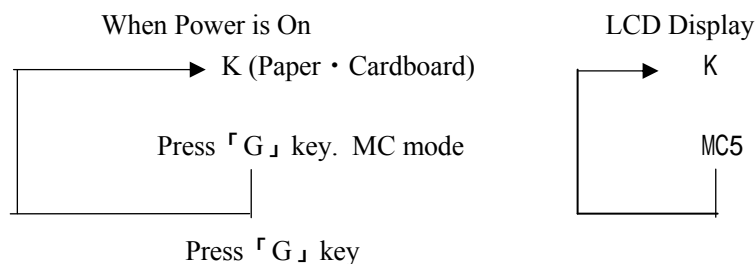 When Power is On
LCD Display
K (Paper・Cardboard)
K
Press「G」key. MC mode
MC5
Press「G」key